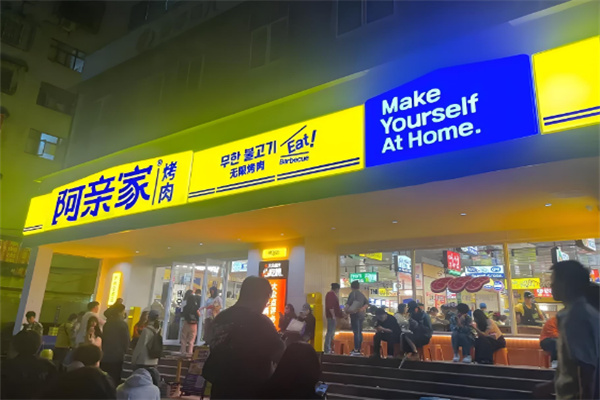 阿亲家®
烤肉
무한 불고기
无限烤肉
Eat!
Barbecue
Make
Yourself
At Home.